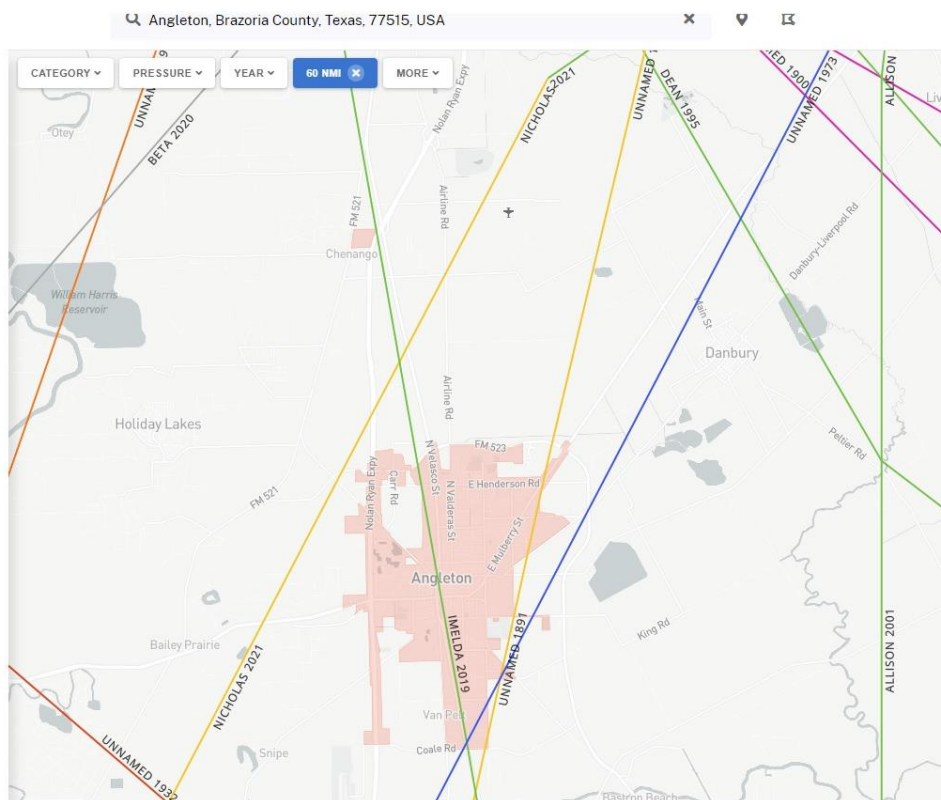 Angleton, Brazoria County, Texas, 77515, USA
CATEGORY
PRESSURE
YEAR
60 NMI
MORE
BETA 2020
Otey
Nolan Ryan Expy
NICHOLAS 2021
UNNAMED
DEAN 1995
UNNAMED 1973
ALLISON
FM 521
Airline Rd
Chenango
Danbury-Liverpool Rd
William Harris
Reservoir
Main St
Danbury
Airline Rd
Holiday Lakes
Peltier Rd
FM 523
N Velasco St
E Henderson Rd
Nolan Ryan Expy
Carr Rd
N Valderas St
FM 521
E Mulberry St
Angleton
IMELDA 2019
UNNAMED 1891
King Rd
ALLISON 2001
Bailey Prairie
NICHOLAS 2021
Van Pelt
Coale Rd
Snipe
UNNAMED 1932
Bastrop Beach